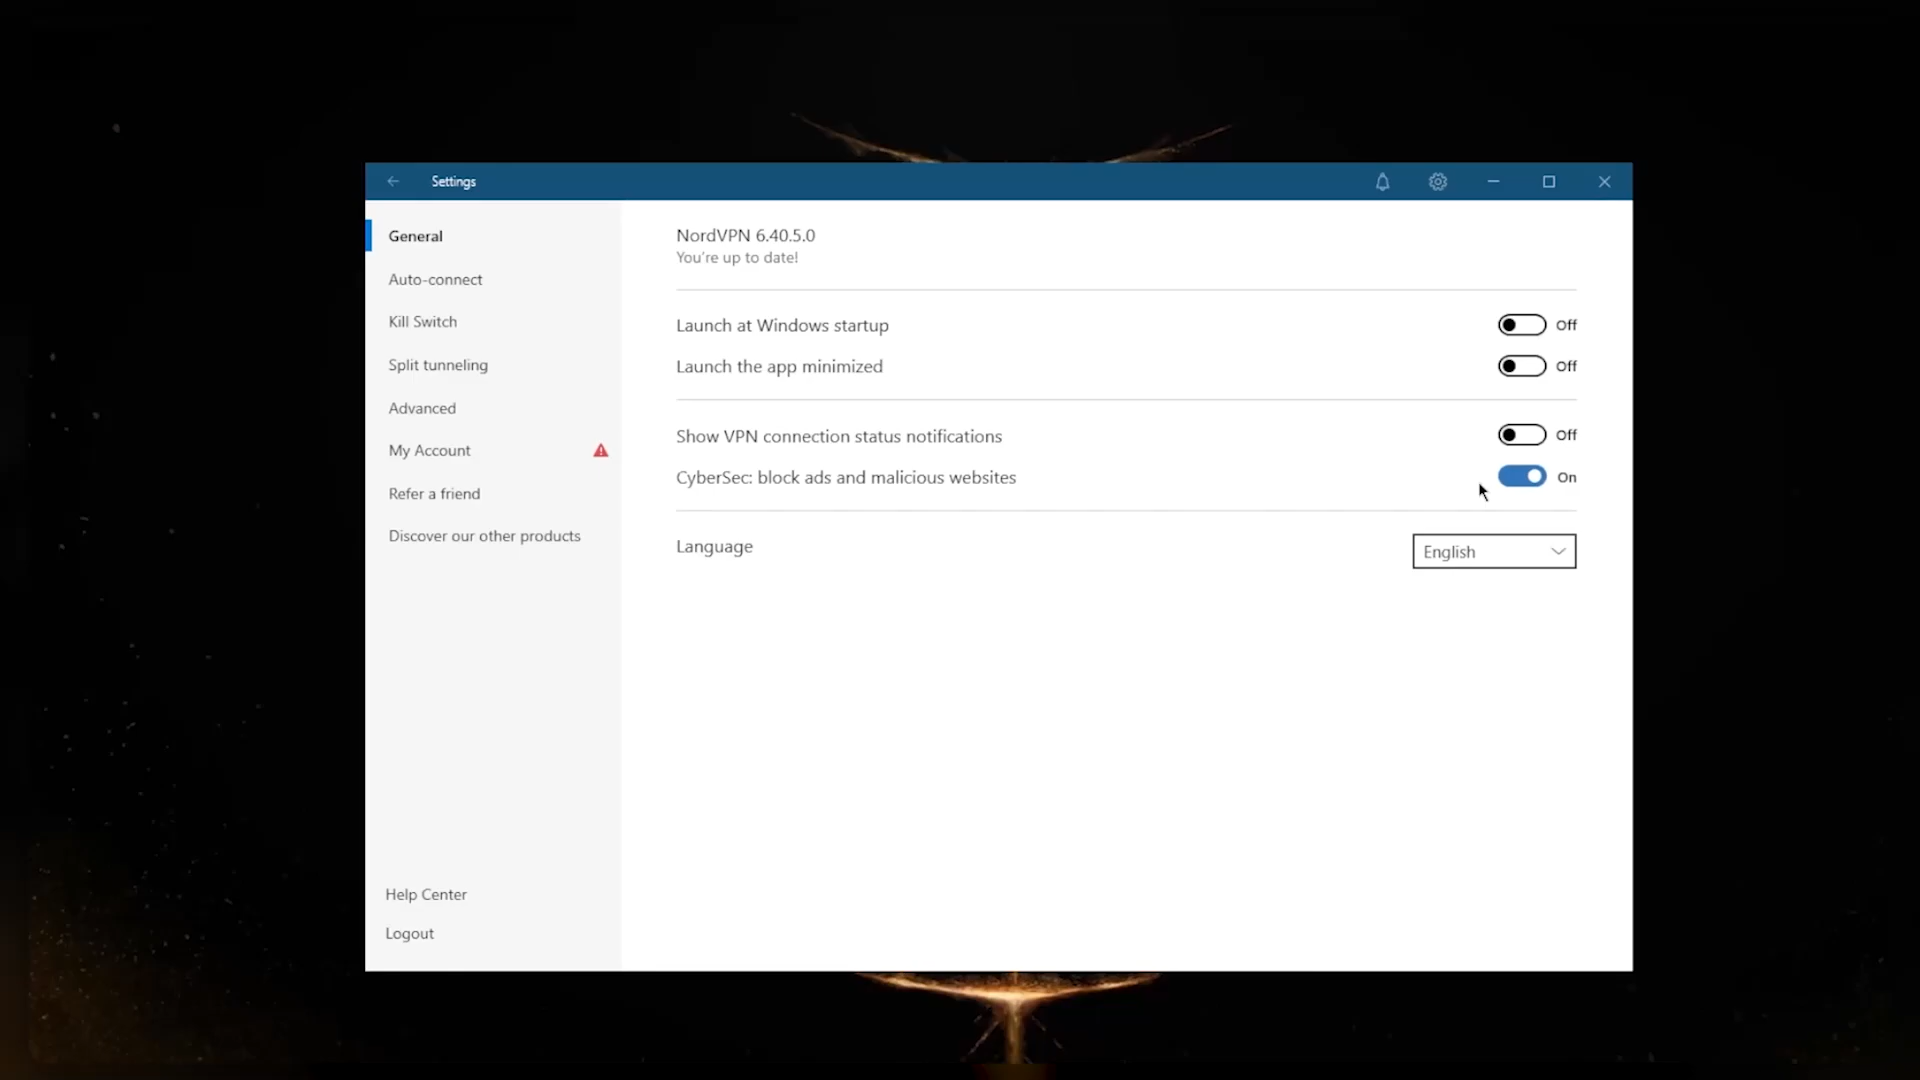 Settings
General
Auto-connect
Kill Switch
Split tunneling
Advanced
My Account
Refer a friend
Discover our other products
Help Center
Logout
NordVPN 6.40.5.0
You're up to date!
Launch at Windows startup Off
Launch the app minimized Off
Show VPN connection status notifications Off
CyberSec: block ads and malicious websites On
Language English